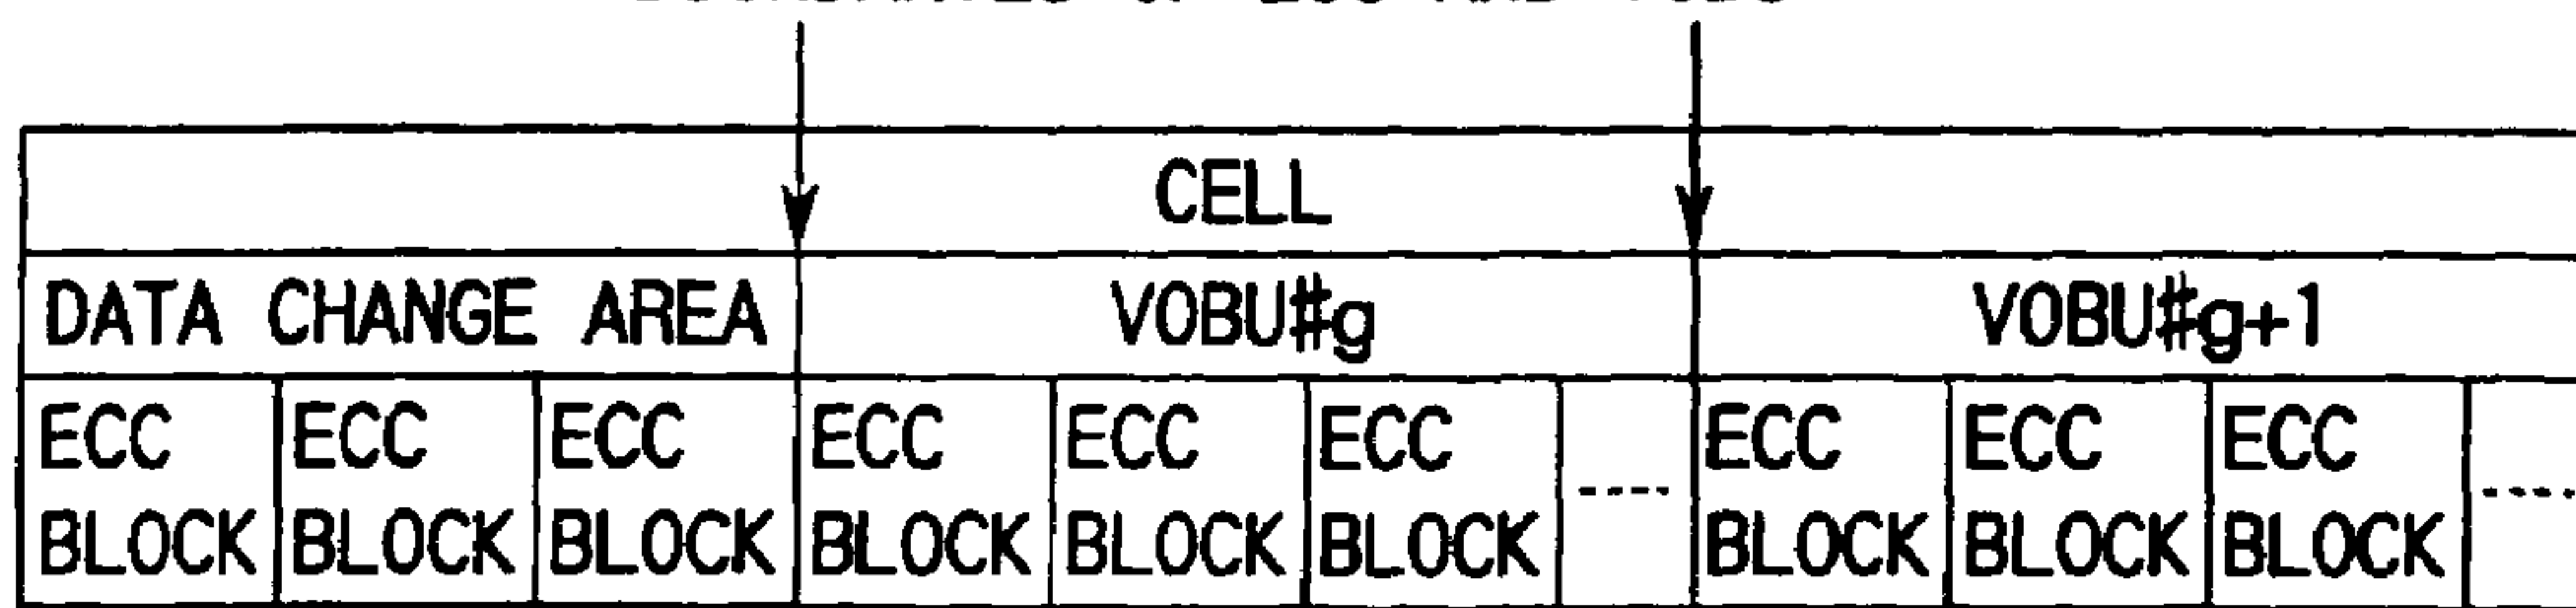 CELL
DATA CHANGE AREA VOBU#g VOBU#g+1
ECC ECC ECC ECC ECC ECC ECC ECC ECC
BLOCK BLOCK BLOCK BLOCK BLOCK BLOCK ---- BLOCK BLOCK BLOCK ----